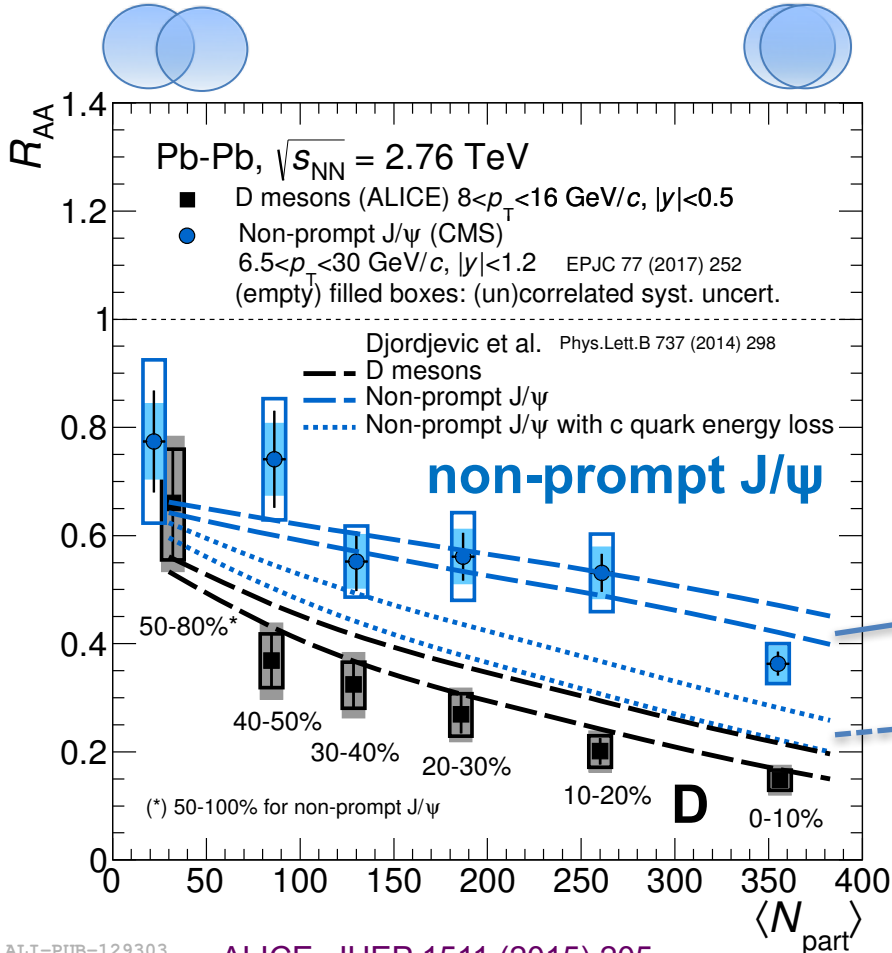 R_AA
1.4
1.2
1
0.8
0.6
0.4
0.2
0
Pb-Pb, √s_NN = 2.76 TeV
D mesons (ALICE) 8<p_T<16 GeV/c, |y|<0.5
Non-prompt J/ψ (CMS)
6.5<p_T<30 GeV/c, |y|<1.2 EPJC 77 (2017) 252
(empty) filled boxes: (un)correlated syst. uncert.
Djordjevic et al. Phys.Lett.B 737 (2014) 298
D mesons
Non-prompt J/ψ
Non-prompt J/ψ with c quark energy loss
non-prompt J/ψ
50-80%*
40-50%
30-40%
20-30%
10-20%
0-10%
D
(*) 50-100% for non-prompt J/ψ
0 50 100 150 200 250 300 350 400
⟨N_part⟩
ALI-PUB-129303